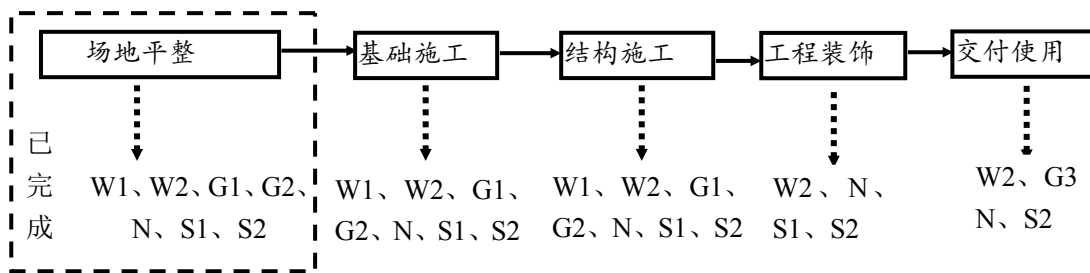 场地平整
基础施工
结构施工
工程装饰
交付使用
已完成
W1、W2、G1、G2、
N、S1、S2
W1、W2、G1、
G2、N、S1、S2
W1、W2、G1、
G2、N、S1、S2
W2、N、
S1、S2
W2、G3
N、S2